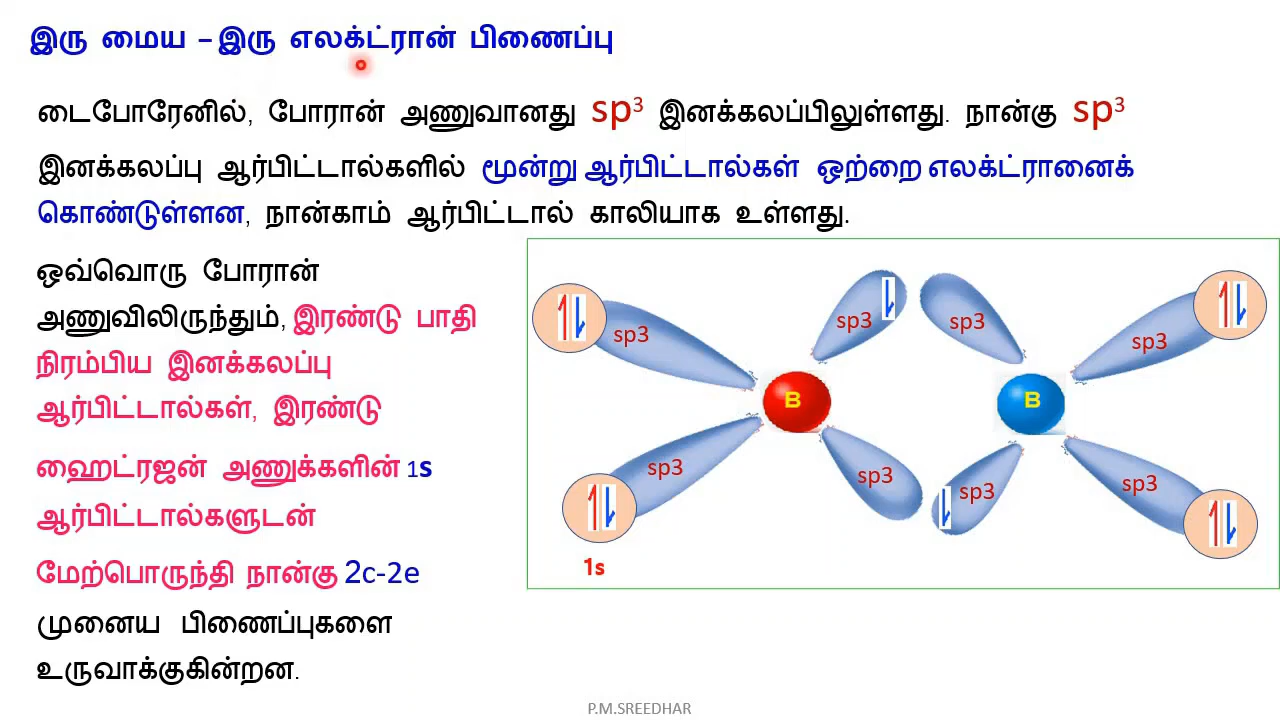 இரு மைய – இரு எலக்ட்ரான் பிணைப்பு
டைபோரேனில், போரான் அணுவானது sp³ இனக்கலப்பிலுள்ளது. நான்கு sp³
இனக்கலப்பு ஆர்பிட்டால்களில் மூன்று ஆர்பிட்டால்கள் ஒற்றை எலக்ட்ரானைக்
கொண்டுள்ளன, நான்காம் ஆர்பிட்டால் காலியாக உள்ளது.
ஒவ்வொரு போரான்
அணுவிலிருந்தும், இரண்டு பாதி
நிரம்பிய இனக்கலப்பு
ஆர்பிட்டால்கள், இரண்டு
ஹைட்ரஜன் அணுக்களின் 1s
ஆர்பிட்டால்களுடன்
மேற்பொருந்தி நான்கு 2c-2e
முனைய பிணைப்புகளை
உருவாக்குகின்றன.
sp3
sp3
sp3
sp3
B
B
sp3
sp3
sp3
sp3
1s
P.M.SREEDHAR